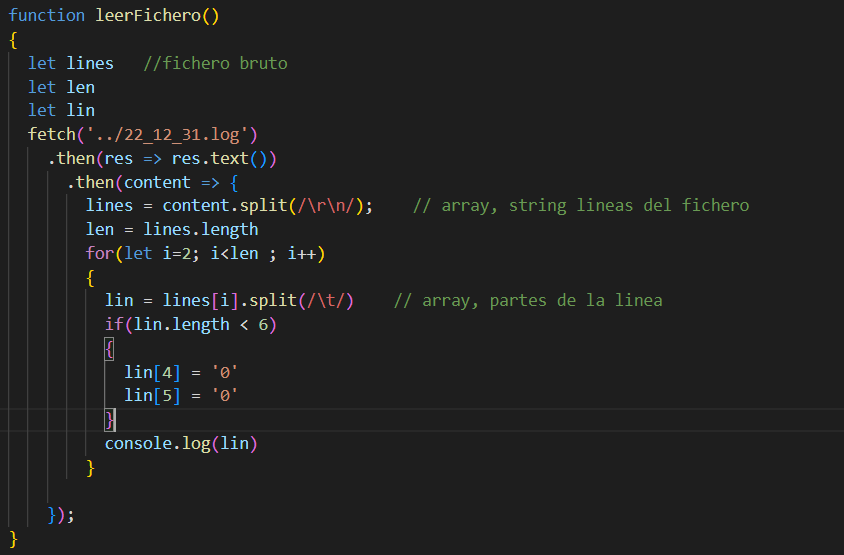 function leerFichero()
{
let lines   //fichero bruto
let len
let lin
fetch('../22_12_31.log')
.then(res => res.text())
.then(content => {
lines = content.split(/\r\n/);    // array, string lineas del fichero
len = lines.length
for(let i=2; i<len ; i++)
{
lin = lines[i].split(/\t/)    // array, partes de la linea
if(lin.length < 6)
{
lin[4] = '0'
lin[5] = '0'
}
console.log(lin)
}
});
}